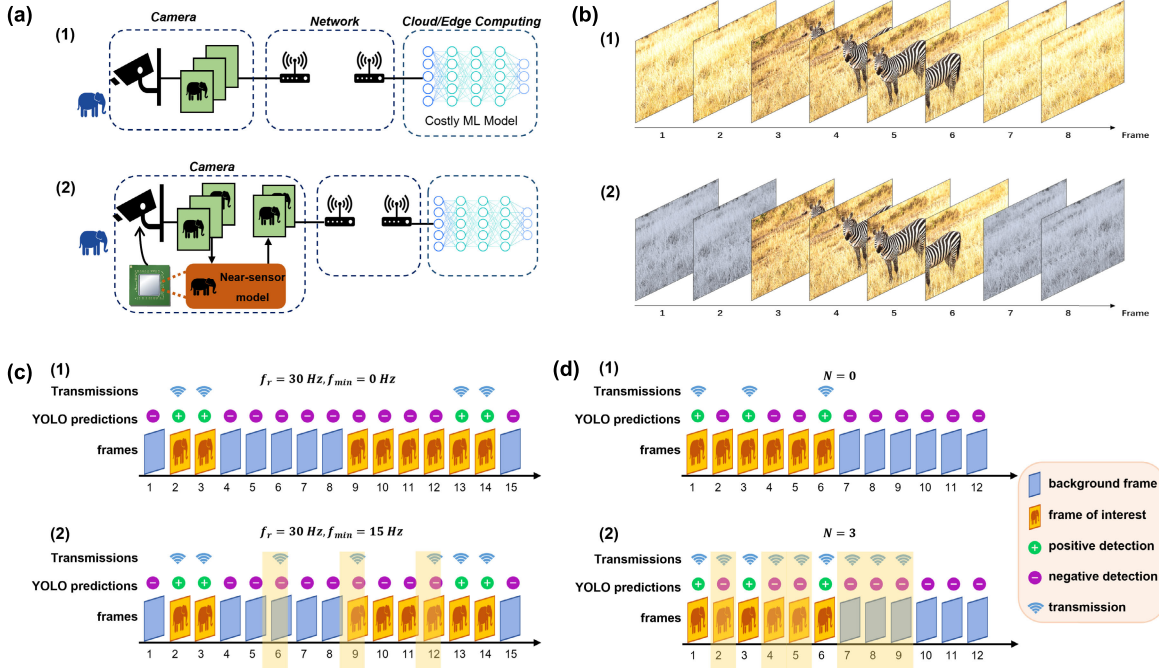 (a)
Camera
Network
Cloud/Edge Computing
(1)
Costly ML Model
Camera
(2)
Near-sensor
model
(b)
(1)
1 2 3 4 5 6 7 8 Frame
(2)
1 2 3 4 5 6 7 8 Frame
(c)
(1)
f_r = 30 Hz, f_min = 0 Hz
Transmissions
YOLO predictions
frames
1 2 3 4 5 6 7 8 9 10 11 12 13 14 15
(2)
f_r = 30 Hz, f_min = 15 Hz
Transmissions
YOLO predictions
frames
1 2 3 4 5 6 7 8 9 10 11 12 13 14 15
(d)
(1)
N = 0
Transmissions
YOLO predictions
frames
1 2 3 4 5 6 7 8 9 10 11 12
(2)
N = 3
Transmissions
YOLO predictions
frames
1 2 3 4 5 6 7 8 9 10 11 12
background frame
frame of interest
positive detection
negative detection
transmission